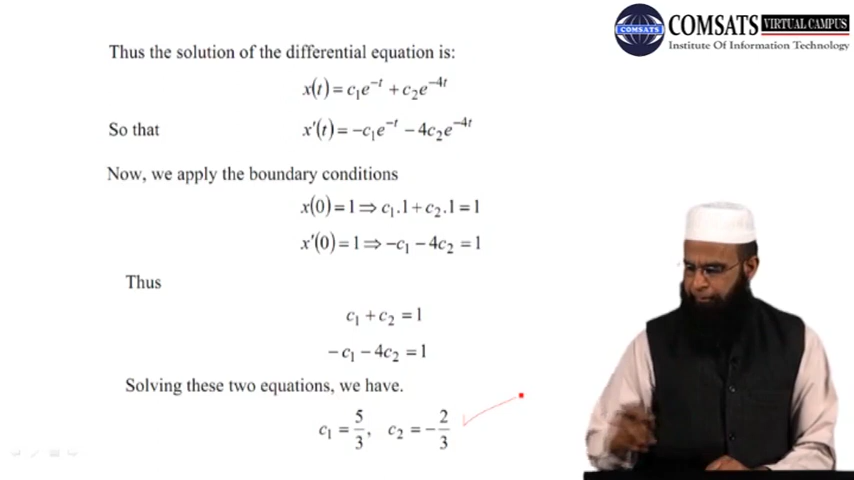 COMSATS VIRTUAL CAMPUS
COMSATS
Institute Of Information Technology
Thus the solution of the differential equation is:
x(t) = c₁e⁻ᵗ + c₂e⁻⁴ᵗ
So that x′(t) = −c₁e⁻ᵗ − 4c₂e⁻⁴ᵗ
Now, we apply the boundary conditions
x(0) = 1 ⇒ c₁.1 + c₂.1 = 1
x′(0) = 1 ⇒ −c₁ − 4c₂ = 1
Thus
c₁ + c₂ = 1
−c₁ − 4c₂ = 1
Solving these two equations, we have.
c₁ = 5/3, c₂ = −2/3